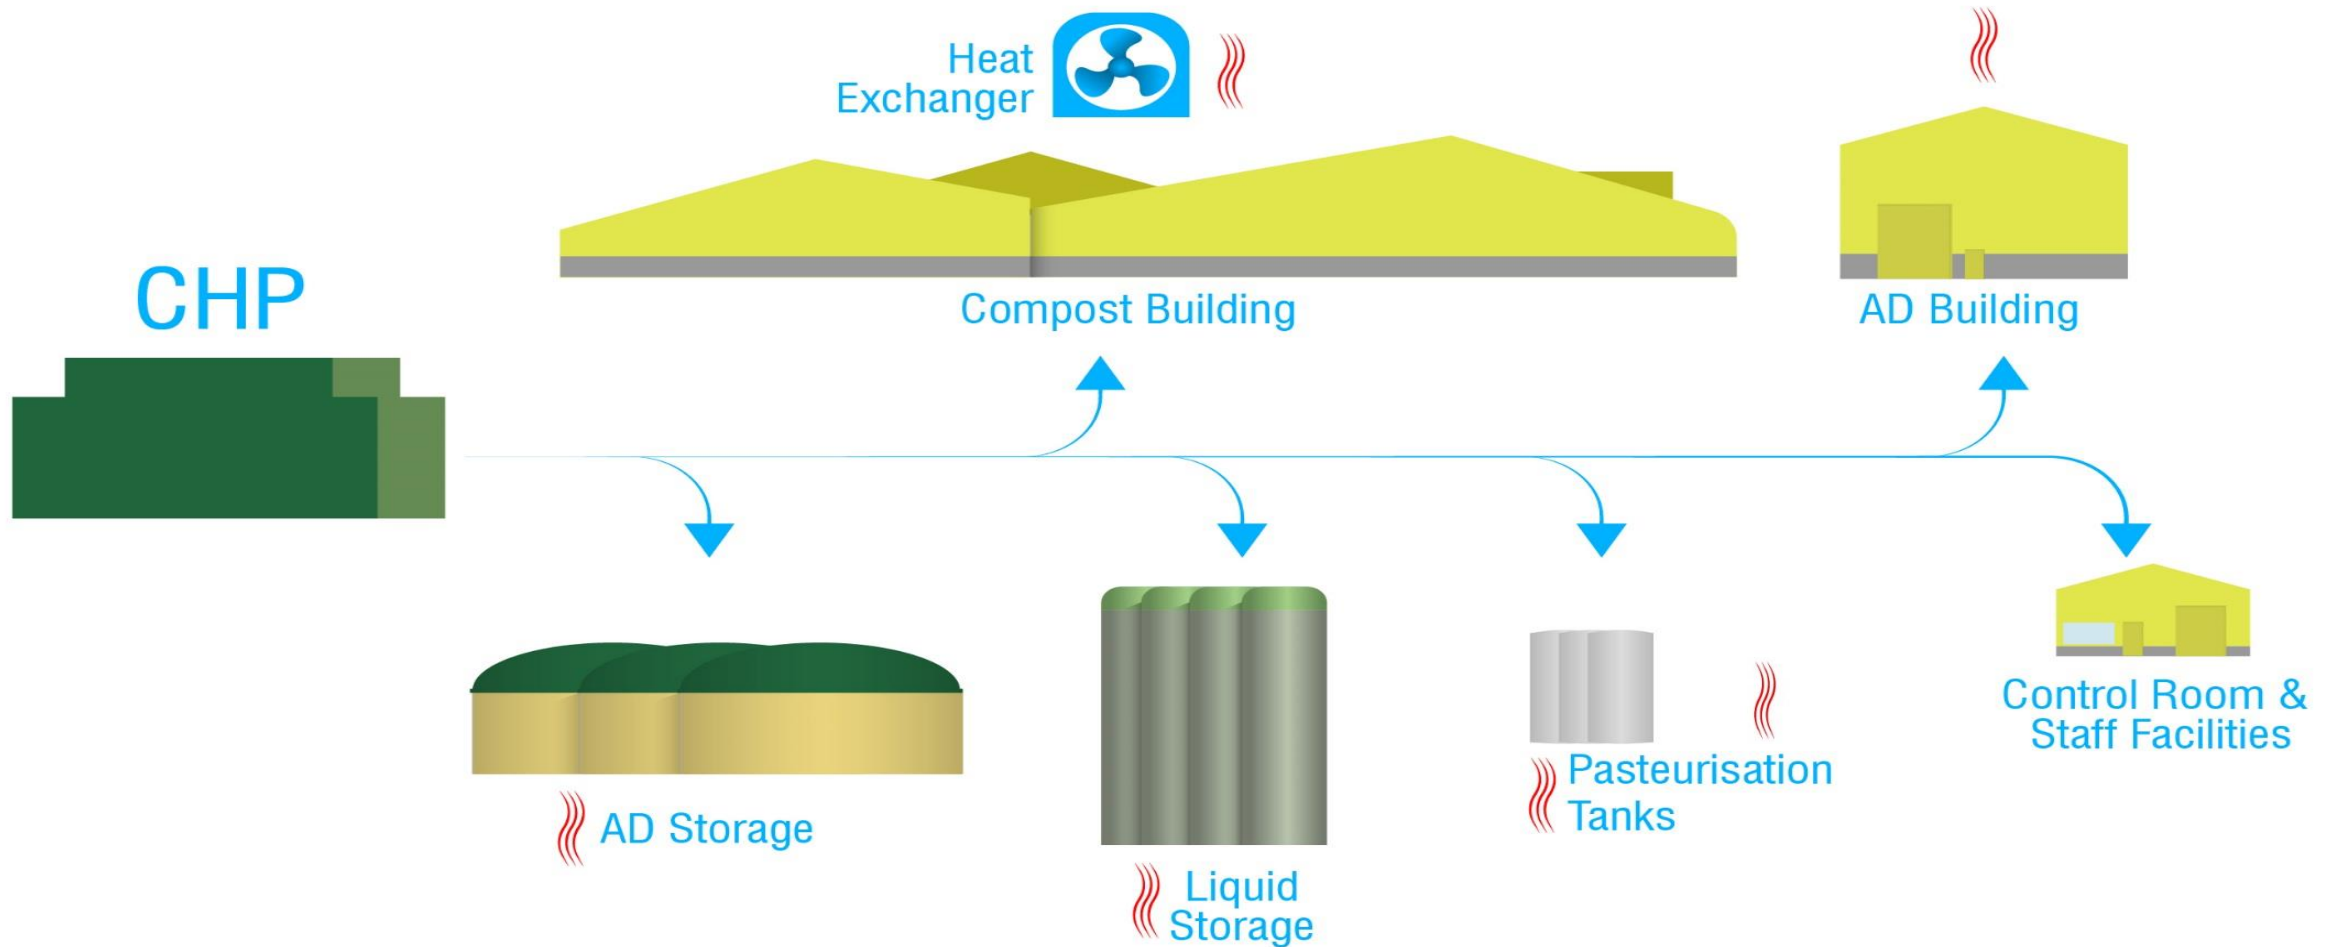 Heat
Exchanger
CHP
Compost Building
AD Building
AD Storage
Liquid
Storage
Pasteurisation
Tanks
Control Room &
Staff Facilities